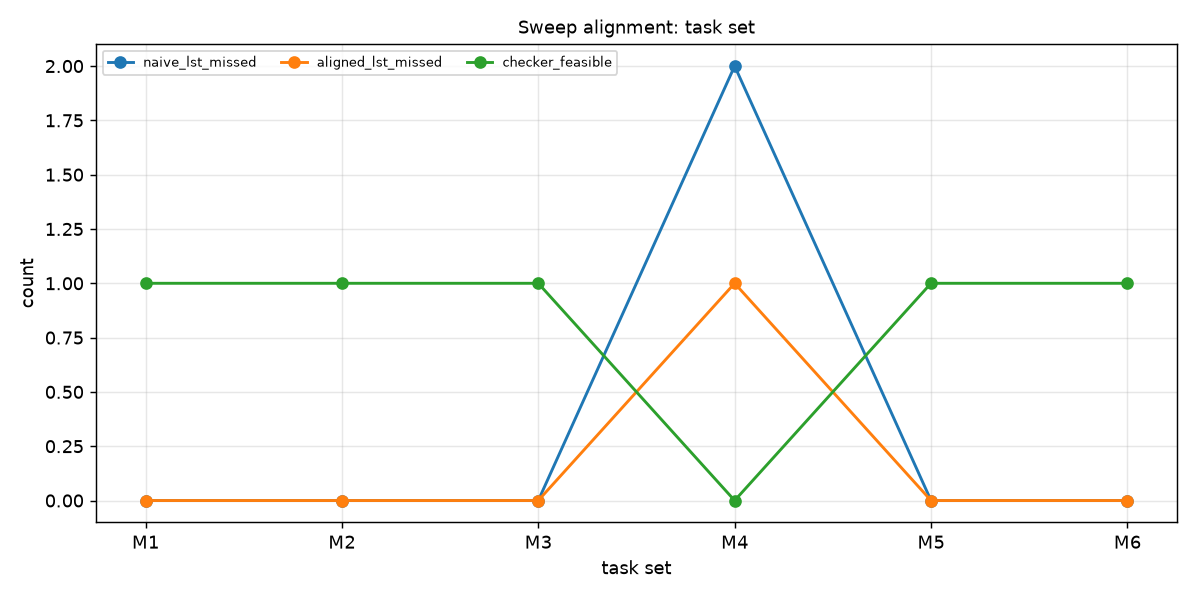 Sweep alignment: task set
naive_lst_missed
aligned_lst_missed
checker_feasible
2.00
1.75
1.50
1.25
1.00
0.75
0.50
0.25
0.00
count
M1
M2
M3
M4
M5
M6
task set